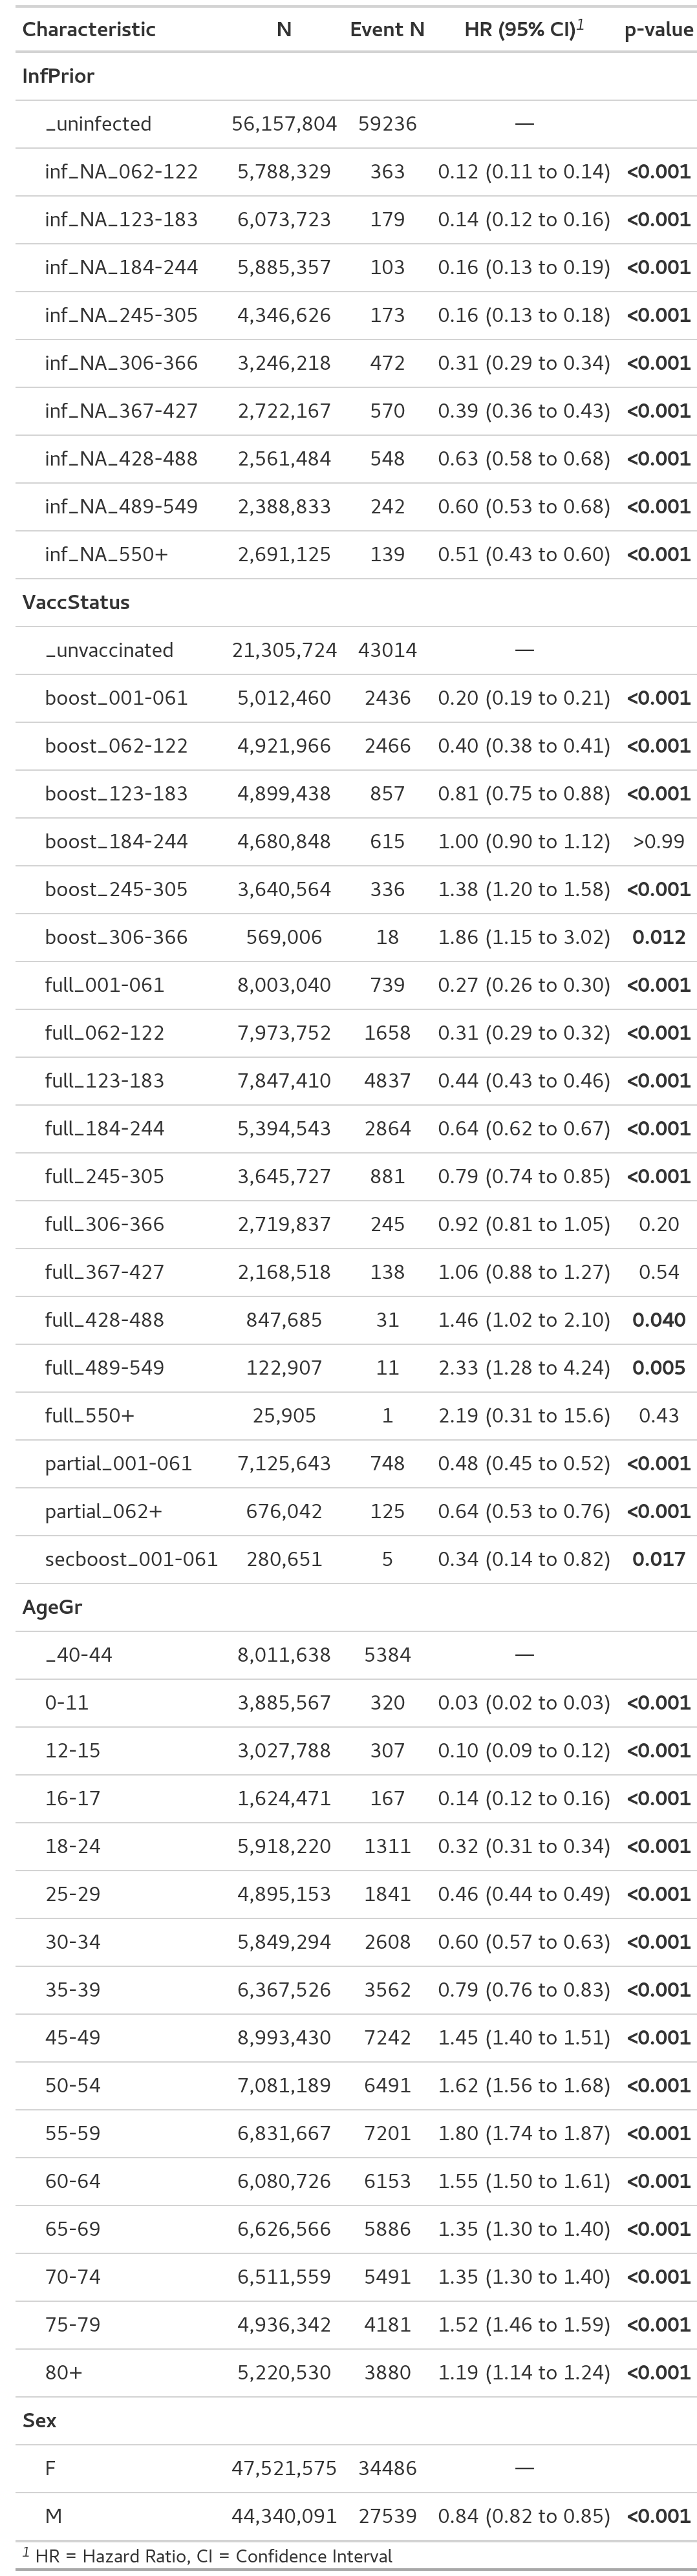 Characteristic N Event N HR (95% CI)1 p-value
InfPrior
_uninfected 56,157,804 59236 —
inf_NA_062-122 5,788,329 363 0.12 (0.11 to 0.14) <0.001
inf_NA_123-183 6,073,723 179 0.14 (0.12 to 0.16) <0.001
inf_NA_184-244 5,885,357 103 0.16 (0.13 to 0.19) <0.001
inf_NA_245-305 4,346,626 173 0.16 (0.13 to 0.18) <0.001
inf_NA_306-366 3,246,218 472 0.31 (0.29 to 0.34) <0.001
inf_NA_367-427 2,722,167 570 0.39 (0.36 to 0.43) <0.001
inf_NA_428-488 2,561,484 548 0.63 (0.58 to 0.68) <0.001
inf_NA_489-549 2,388,833 242 0.60 (0.53 to 0.68) <0.001
inf_NA_550+ 2,691,125 139 0.51 (0.43 to 0.60) <0.001
VaccStatus
_unvaccinated 21,305,724 43014 —
boost_001-061 5,012,460 2436 0.20 (0.19 to 0.21) <0.001
boost_062-122 4,921,966 2466 0.40 (0.38 to 0.41) <0.001
boost_123-183 4,899,438 857 0.81 (0.75 to 0.88) <0.001
boost_184-244 4,680,848 615 1.00 (0.90 to 1.12) >0.99
boost_245-305 3,640,564 336 1.38 (1.20 to 1.58) <0.001
boost_306-366 569,006 18 1.86 (1.15 to 3.02) 0.012
full_001-061 8,003,040 739 0.27 (0.26 to 0.30) <0.001
full_062-122 7,973,752 1658 0.31 (0.29 to 0.32) <0.001
full_123-183 7,847,410 4837 0.44 (0.43 to 0.46) <0.001
full_184-244 5,394,543 2864 0.64 (0.62 to 0.67) <0.001
full_245-305 3,645,727 881 0.79 (0.74 to 0.85) <0.001
full_306-366 2,719,837 245 0.92 (0.81 to 1.05) 0.20
full_367-427 2,168,518 138 1.06 (0.88 to 1.27) 0.54
full_428-488 847,685 31 1.46 (1.02 to 2.10) 0.040
full_489-549 122,907 11 2.33 (1.28 to 4.24) 0.005
full_550+ 25,905 1 2.19 (0.31 to 15.6) 0.43
partial_001-061 7,125,643 748 0.48 (0.45 to 0.52) <0.001
partial_062+ 676,042 125 0.64 (0.53 to 0.76) <0.001
secboost_001-061 280,651 5 0.34 (0.14 to 0.82) 0.017
AgeGr
_40-44 8,011,638 5384 —
0-11 3,885,567 320 0.03 (0.02 to 0.03) <0.001
12-15 3,027,788 307 0.10 (0.09 to 0.12) <0.001
16-17 1,624,471 167 0.14 (0.12 to 0.16) <0.001
18-24 5,918,220 1311 0.32 (0.31 to 0.34) <0.001
25-29 4,895,153 1841 0.46 (0.44 to 0.49) <0.001
30-34 5,849,294 2608 0.60 (0.57 to 0.63) <0.001
35-39 6,367,526 3562 0.79 (0.76 to 0.83) <0.001
45-49 8,993,430 7242 1.45 (1.40 to 1.51) <0.001
50-54 7,081,189 6491 1.62 (1.56 to 1.68) <0.001
55-59 6,831,667 7201 1.80 (1.74 to 1.87) <0.001
60-64 6,080,726 6153 1.55 (1.50 to 1.61) <0.001
65-69 6,626,566 5886 1.35 (1.30 to 1.40) <0.001
70-74 6,511,559 5491 1.35 (1.30 to 1.40) <0.001
75-79 4,936,342 4181 1.52 (1.46 to 1.59) <0.001
80+ 5,220,530 3880 1.19 (1.14 to 1.24) <0.001
Sex
F 47,521,575 34486 —
M 44,340,091 27539 0.84 (0.82 to 0.85) <0.001
1 HR = Hazard Ratio, CI = Confidence Interval